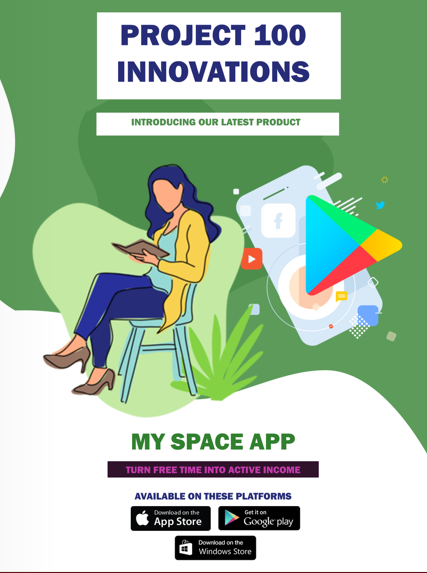 PROJECT 100
INNOVATIONS
INTRODUCING OUR LATEST PRODUCT
f
MY SPACE APP
TURN FREE TIME INTO ACTIVE INCOME
AVAILABLE ON THESE PLATFORMS
Download on the
App Store
Get it on
Google play
Download on the
Windows Store